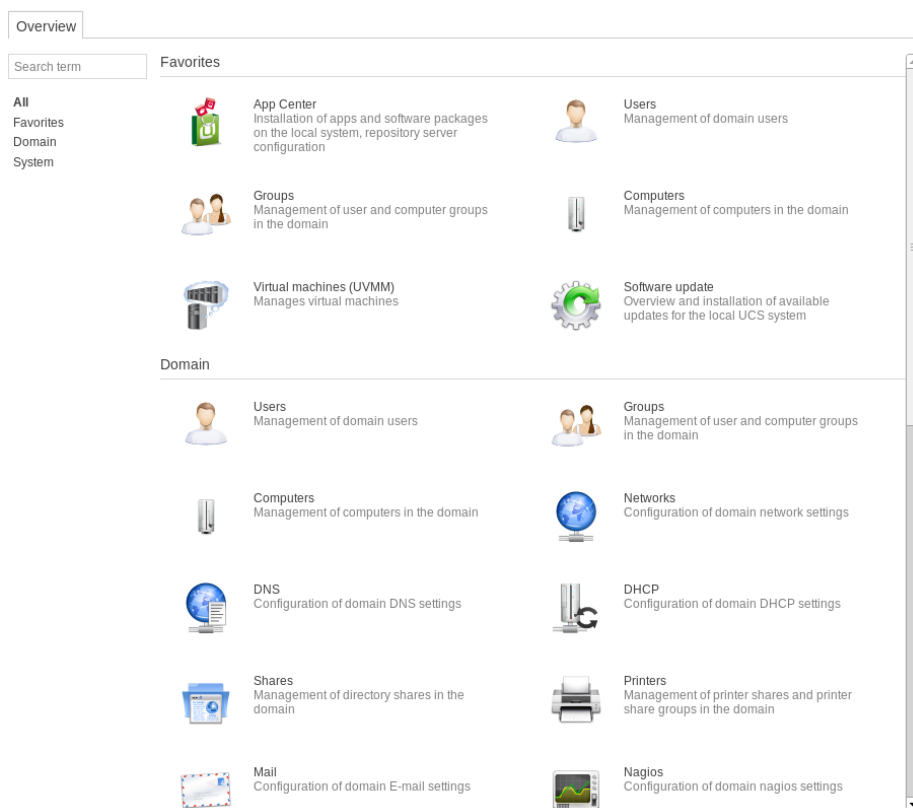 Overview
Search term
All
Favorites
Domain
System
Favorites
App Center
Installation of apps and software packages
on the local system, repository server
configuration
Users
Management of domain users
Groups
Management of user and computer groups
in the domain
Computers
Management of computers in the domain
Virtual machines (UVMM)
Manages virtual machines
Software update
Overview and installation of available
updates for the local UCS system
Domain
Users
Management of domain users
Groups
Management of user and computer groups
in the domain
Computers
Management of computers in the domain
Networks
Configuration of domain network settings
DNS
Configuration of domain DNS settings
DHCP
Configuration of domain DHCP settings
Shares
Management of directory shares in the
domain
Printers
Management of printer shares and printer
share groups in the domain
Mail
Configuration of domain E-mail settings
Nagios
Configuration of domain nagios settings